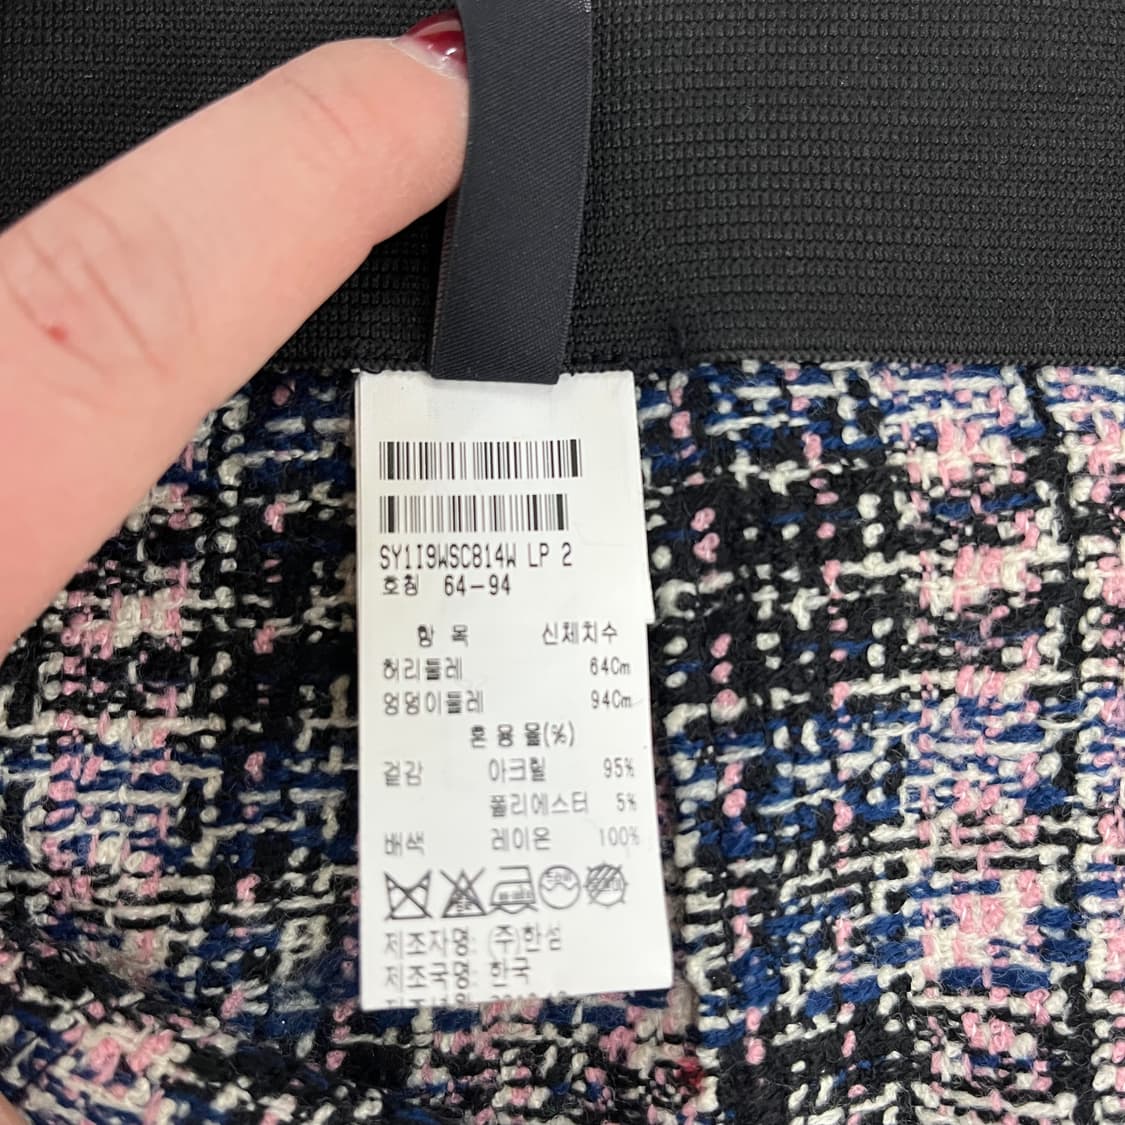 SY1I9WSC814W LP 2
호칭 64-94
항 목 신체치수
허리둘레 64Cm
엉덩이둘레 94Cm
혼 용 율(%)
겉감 아크릴 95%
폴리에스터 5%
배색 레이온 100%
제조자명: (주)한섬
제조국명: 한국